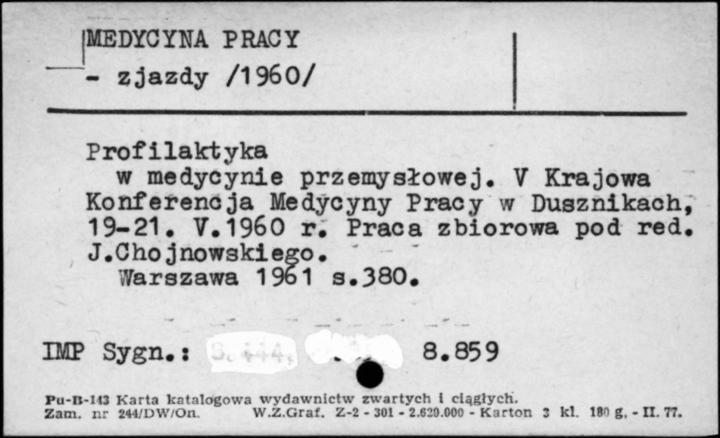 MEDYCYNA PRACY
- zjazdy /1960/
Profilaktyka
w medycynie przemysłowej. V Krajowa
Konferencja Medycyny Pracy w Dusznikach,
19-21. V.1960 r. Praca zbiorowa pod red.
J.Chojnowskiego.
Warszawa 1961 s.380.
IMP Sygn.: 8.859
Pu-B-143 Karta katalogowa wydawnictw zwartych i ciągłych.
Zam. nr 244/DW/On. W.Z.Graf. Z-2 - 301 - 2.620.000 - Karton 3 kl. 180 g. - II. 77.